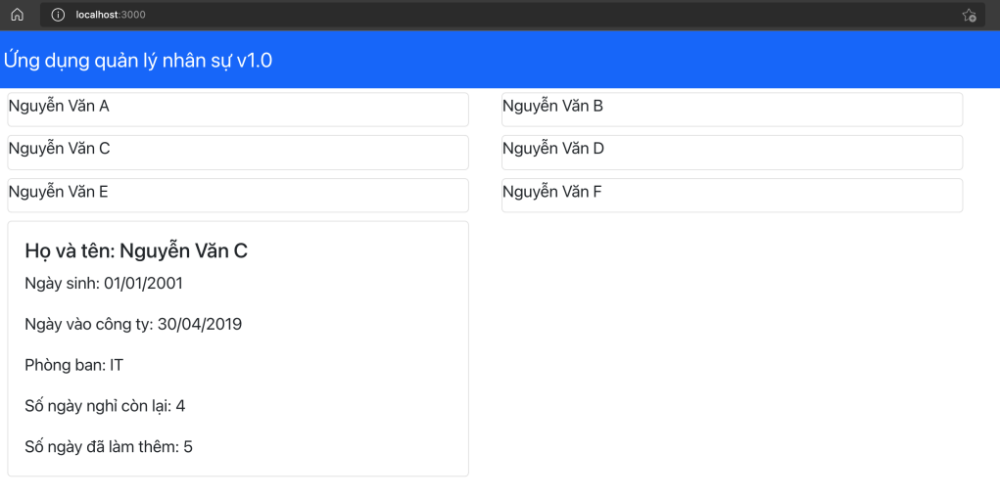 localhost:3000
Ứng dụng quản lý nhân sự v1.0
Nguyễn Văn A
Nguyễn Văn B
Nguyễn Văn C
Nguyễn Văn D
Nguyễn Văn E
Nguyễn Văn F
Họ và tên: Nguyễn Văn C
Ngày sinh: 01/01/2001
Ngày vào công ty: 30/04/2019
Phòng ban: IT
Số ngày nghỉ còn lại: 4
Số ngày đã làm thêm: 5